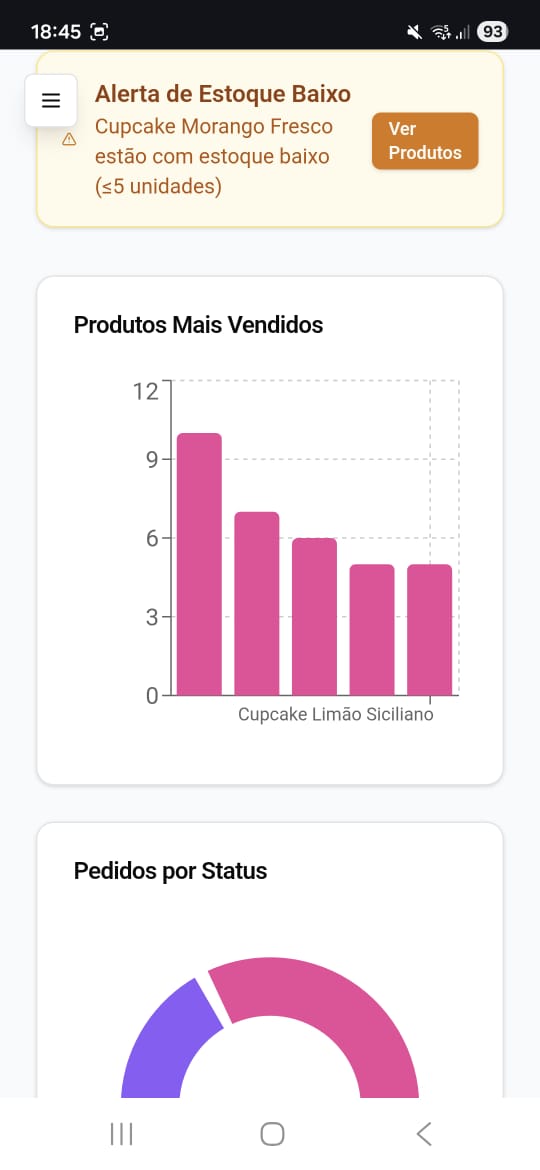 18:45
93
Alerta de Estoque Baixo
Cupcake Morango Fresco
estão com estoque baixo
(≤5 unidades)
Ver
Produtos
Produtos Mais Vendidos
12
9
6
3
0
Cupcake Limão Siciliano
Pedidos por Status